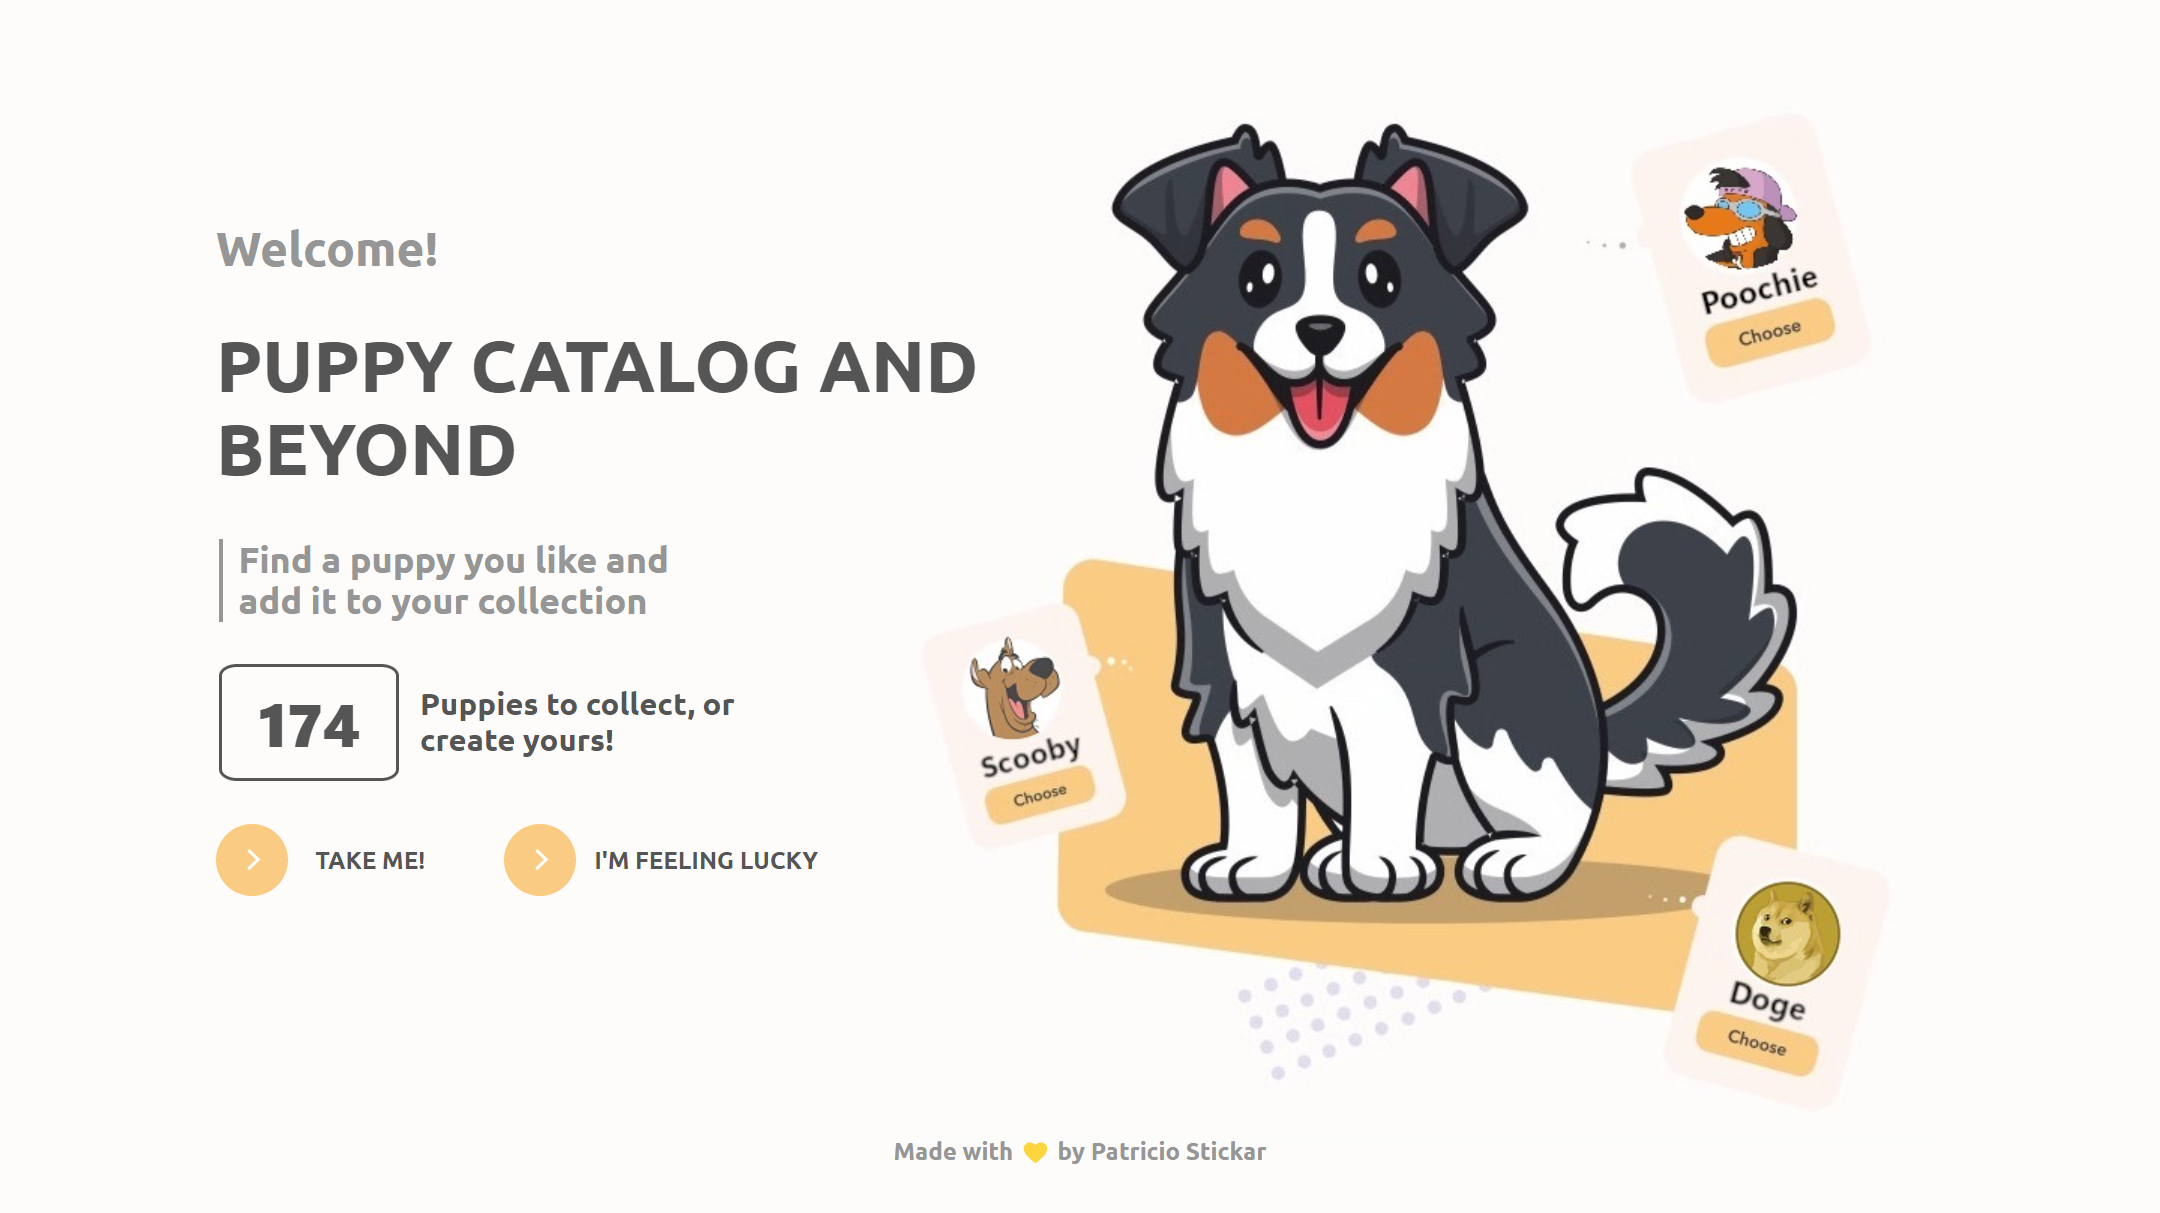 Welcome!
PUPPY CATALOG AND
BEYOND
Find a puppy you like and
add it to your collection
174
Puppies to collect, or
create yours!
TAKE ME!
I'M FEELING LUCKY
Poochie
Choose
Scooby
Choose
Doge
Choose
Made with 💛 by Patricio Stickar